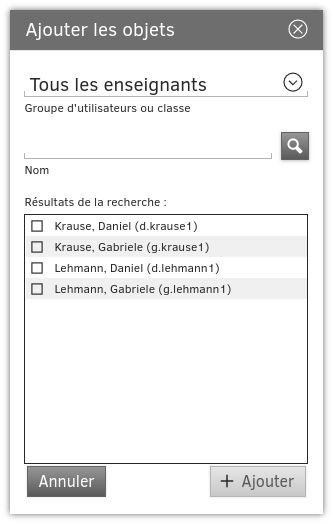 Ajouter les objets
Tous les enseignants
Groupe d'utilisateurs ou classe
Nom
Résultats de la recherche :
Krause, Daniel (d.krause1)
Krause, Gabriele (g.krause1)
Lehmann, Daniel (d.lehmann1)
Lehmann, Gabriele (g.lehmann1)
Annuler
+ Ajouter